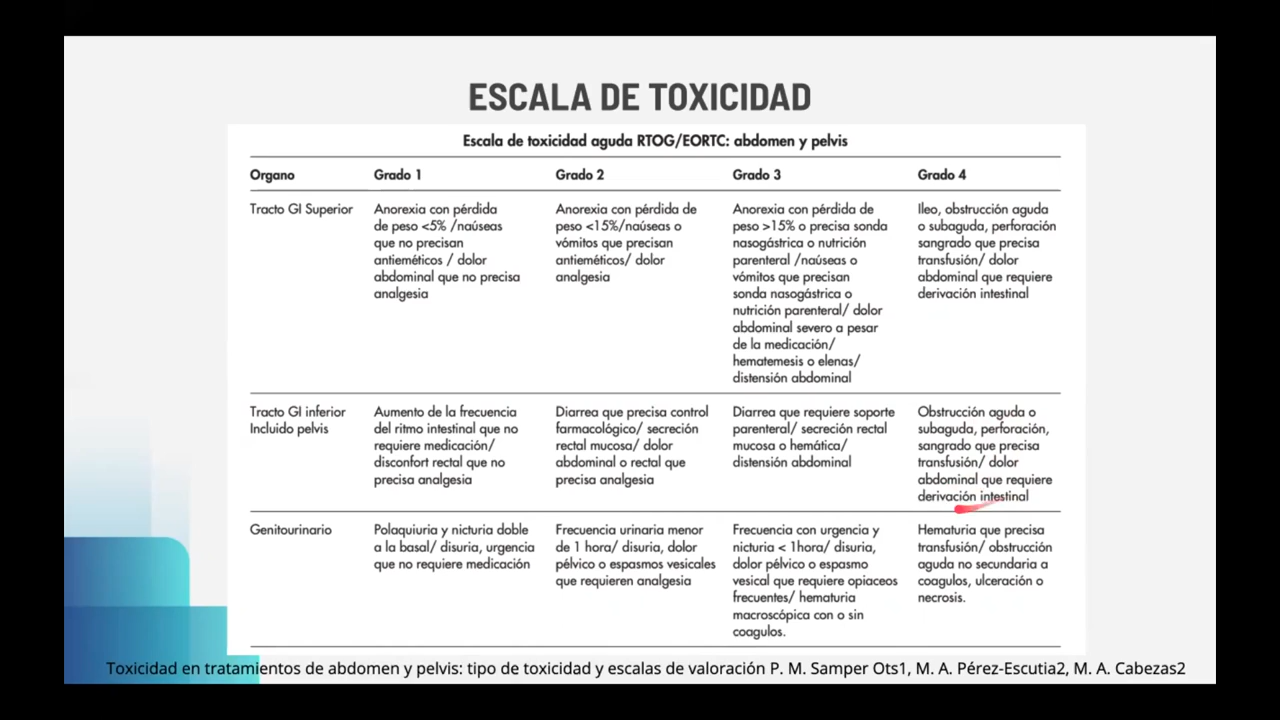 ESCALA DE TOXICIDAD
Escala de toxicidad aguda RTOG/EORTC: abdomen y pelvis
Organo
Grado 1
Grado 2
Grado 3
Grado 4
Tracto GI Superior
Anorexia con pérdida
de peso <5% /naúseas
que no precisan
antieméticos / dolor
abdominal que no precisa
analgesia
Anorexia con pérdida de
peso <15%/naúseas o
vómitos que precisan
antieméticos/ dolor
analgesia
Anorexia con pérdida de
peso >15% o precisa sonda
nasogástrica o nutrición
parenteral /naúseas o
vómitos que precisan
sonda nasogástrica o
nutrición parenteral/ dolor
abdominal severo a pesar
de la medicación/
hematemesis o elenas/
distensión abdominal
Ileo, obstrucción aguda
o subaguda, perforación
sangrado que precisa
transfusión/ dolor
abdominal que requiere
derivación intestinal
Tracto GI inferior
Incluido pelvis
Aumento de la frecuencia
del ritmo intestinal que no
requiere medicación/
disconfort rectal que no
precisa analgesia
Diarrea que precisa control
farmacológico/ secreción
rectal mucosa/ dolor
abdominal o rectal que
precisa analgesia
Diarrea que requiere soporte
parenteral/ secreción rectal
mucosa o hemática/
distensión abdominal
Obstrucción aguda o
subaguda, perforación,
sangrado que precisa
transfusión/ dolor
abdominal que requiere
derivación intestinal
Genitourinario
Polaquiuria y nicturia doble
a la basal/ disuria, urgencia
que no requiere medicación
Frecuencia urinaria menor
de 1 hora/ disuria, dolor
pélvico o espasmos vesicales
que requieren analgesia
Frecuencia con urgencia y
nicturia < 1hora/ disuria,
dolor pélvico o espasmo
vesical que requiere opiaceos
frecuentes/ hematuria
macroscópica con o sin
coagulos.
Hematuria que precisa
transfusión/ obstrucción
aguda no secundaria a
coagulos, ulceración o
necrosis.
Toxicidad en tratamientos de abdomen y pelvis: tipo de toxicidad y escalas de valoración P. M. Samper Ots1, M. A. Pérez-Escutia2, M. A. Cabezas2